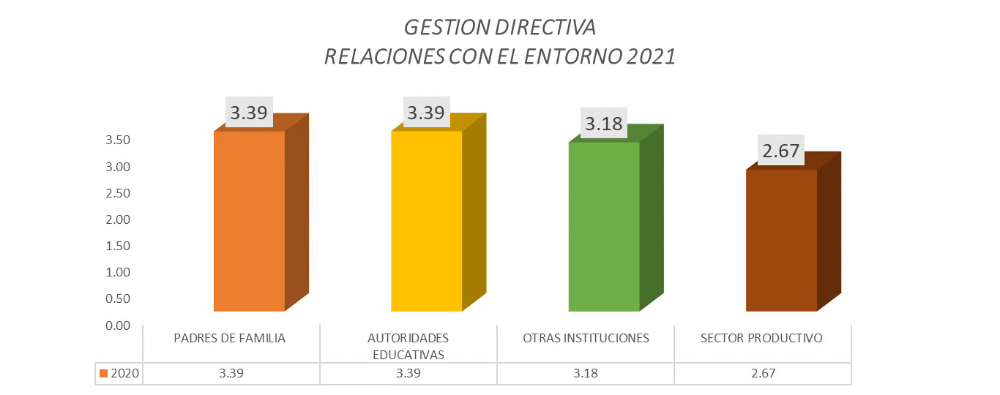 GESTION DIRECTIVA
RELACIONES CON EL ENTORNO 2021
3.39
3.39
3.18
2.67
3.50
3.00
2.50
2.00
1.50
1.00
0.50
0.00
PADRES DE FAMILIA
AUTORIDADES
EDUCATIVAS
OTRAS INSTITUCIONES
SECTOR PRODUCTIVO
2020 3.39 3.39 3.18 2.67